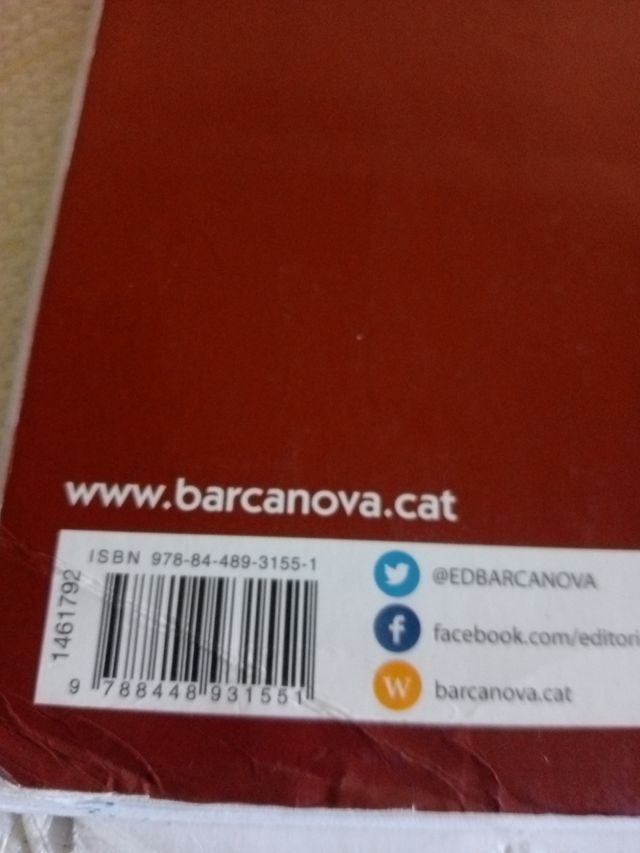 www.barcanova.cat
ISBN 978-84-489-3155-1
1461792
9 788448 931551
@EDBARCANOVA
f facebook.com/editori
W barcanova.cat